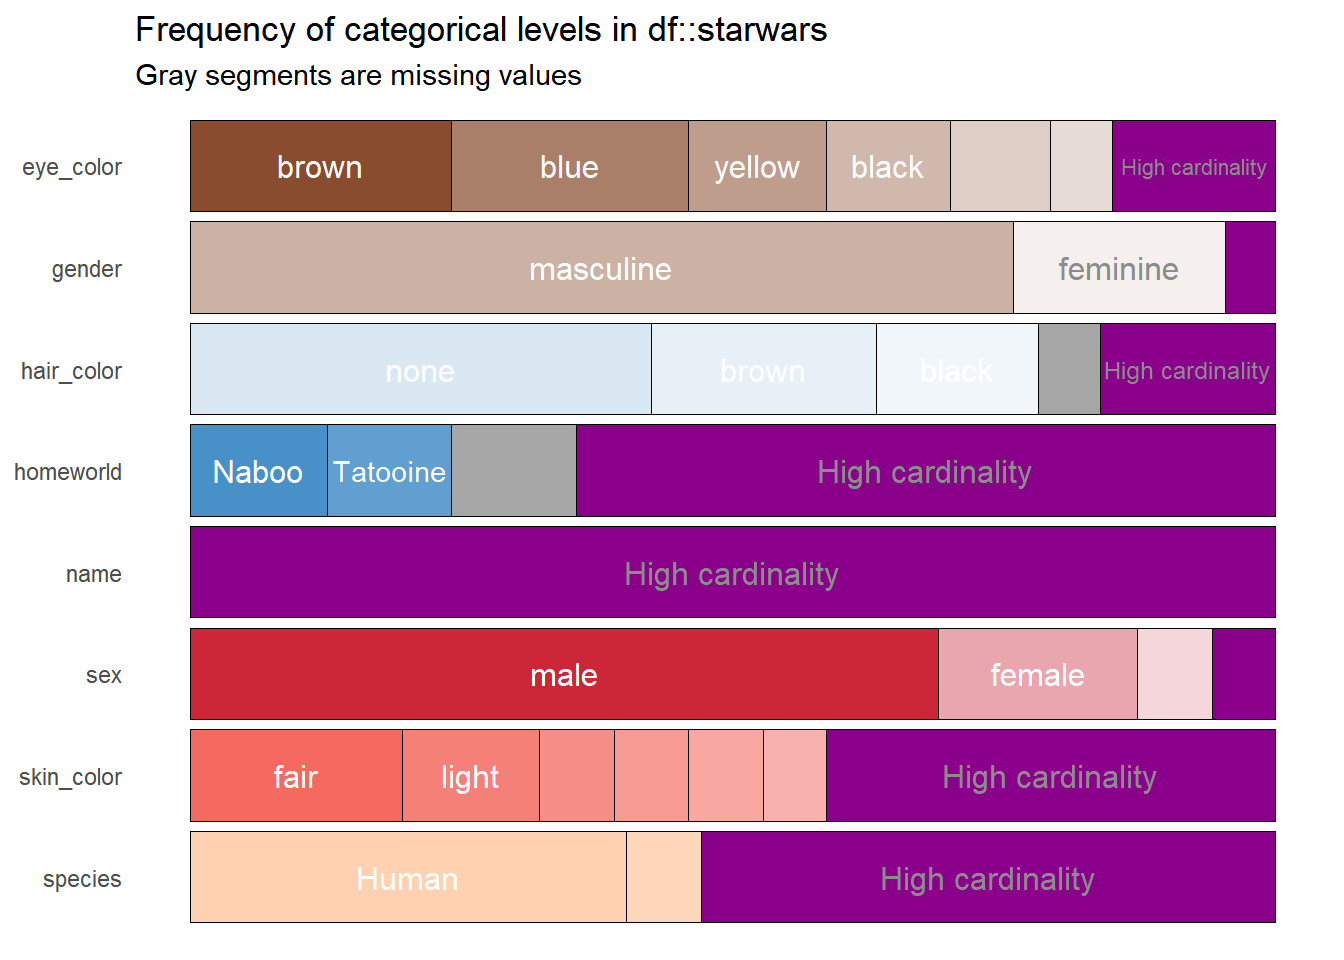 Frequency of categorical levels in df::starwars
Gray segments are missing values
eye_color brown blue yellow black High cardinality
gender masculine feminine
hair_color none brown black High cardinality
homeworld Naboo Tatooine High cardinality
name High cardinality
sex male female
skin_color fair light High cardinality
species Human High cardinality